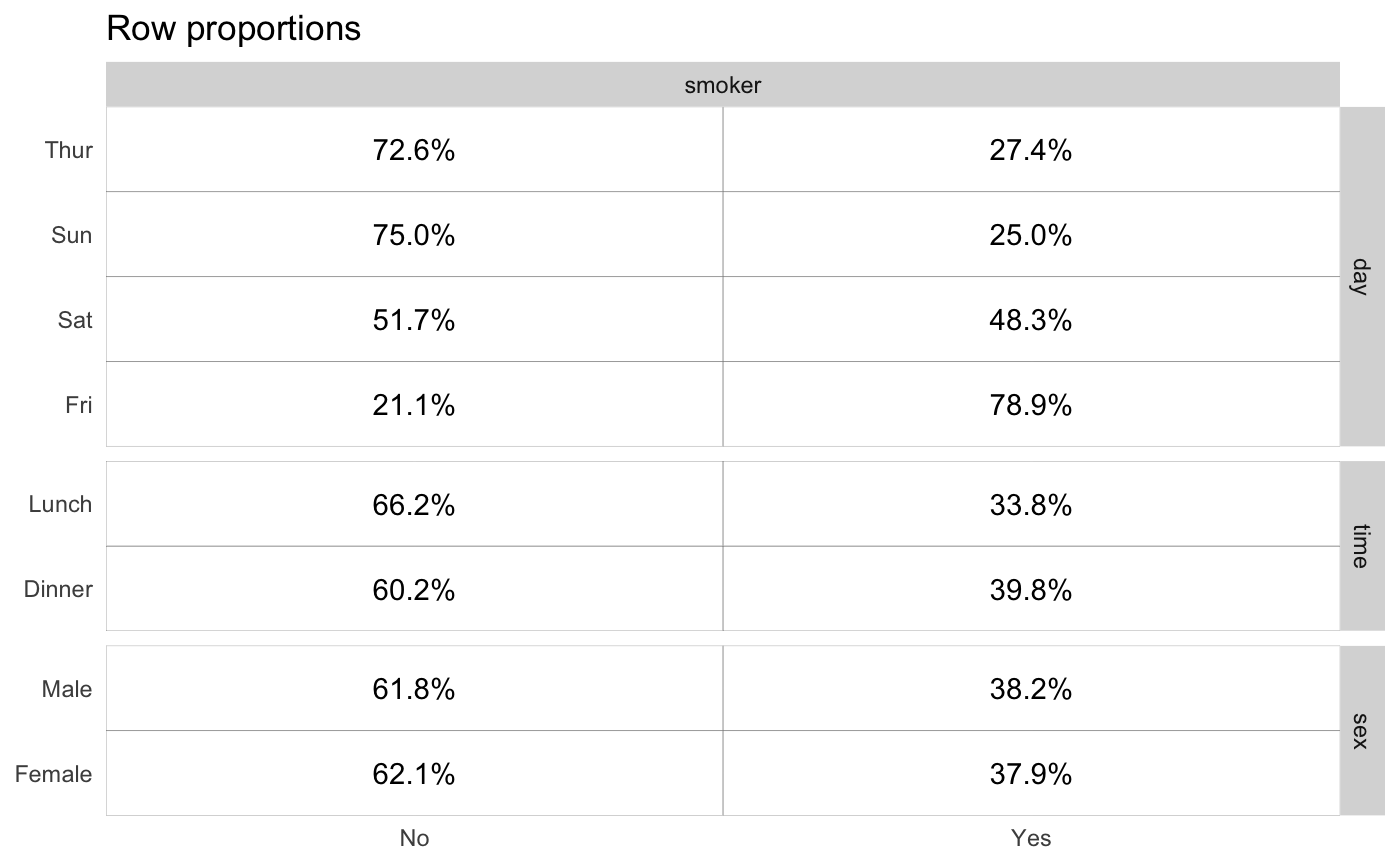 Row proportions
smoker
Thur 72.6% 27.4%
Sun 75.0% 25.0%
day
Sat 51.7% 48.3%
Fri 21.1% 78.9%
Lunch 66.2% 33.8%
time
Dinner 60.2% 39.8%
Male 61.8% 38.2%
sex
Female 62.1% 37.9%
No Yes